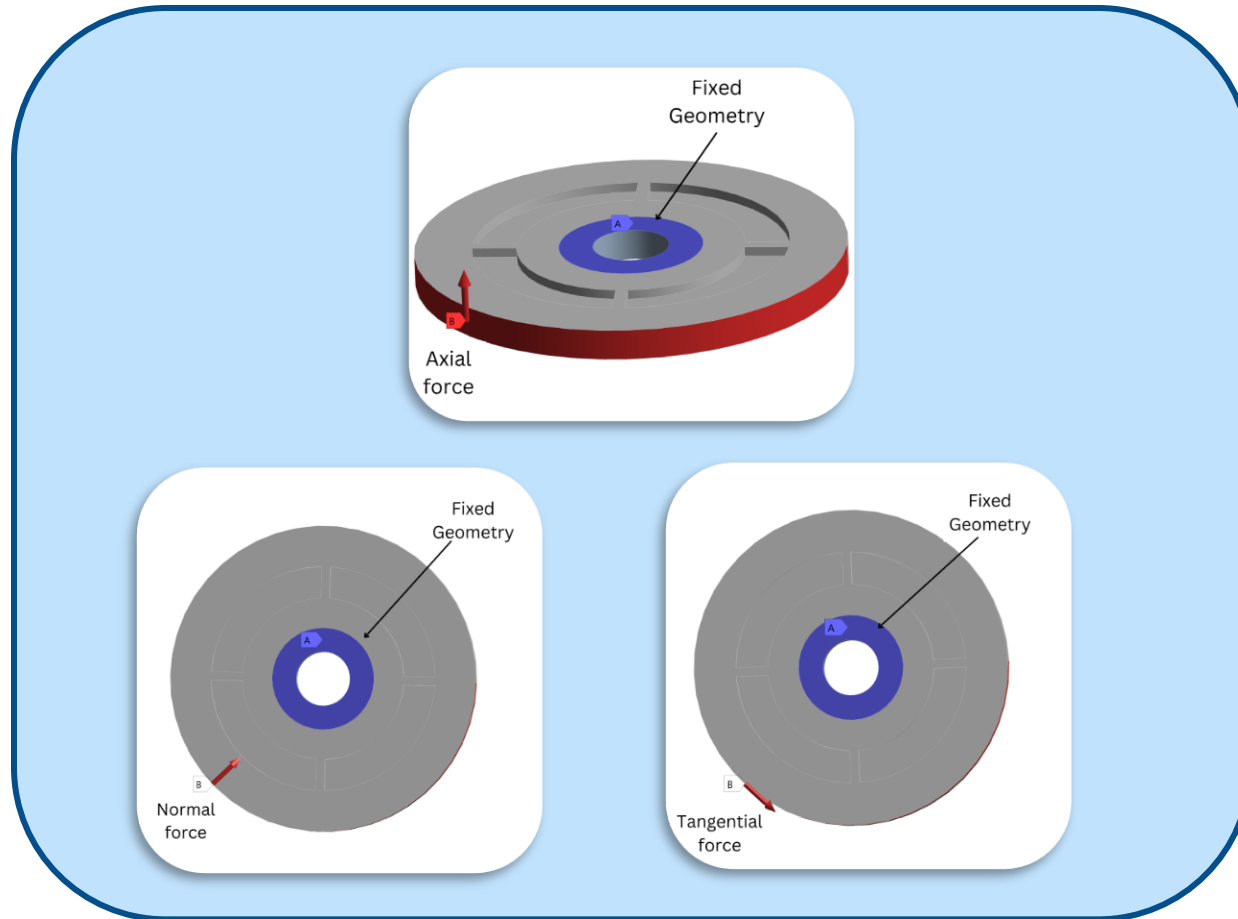 Fixed
Geometry
A
B
Axial
force
Fixed
Geometry
A
B
Normal
force
Fixed
Geometry
A
B
Tangential
force